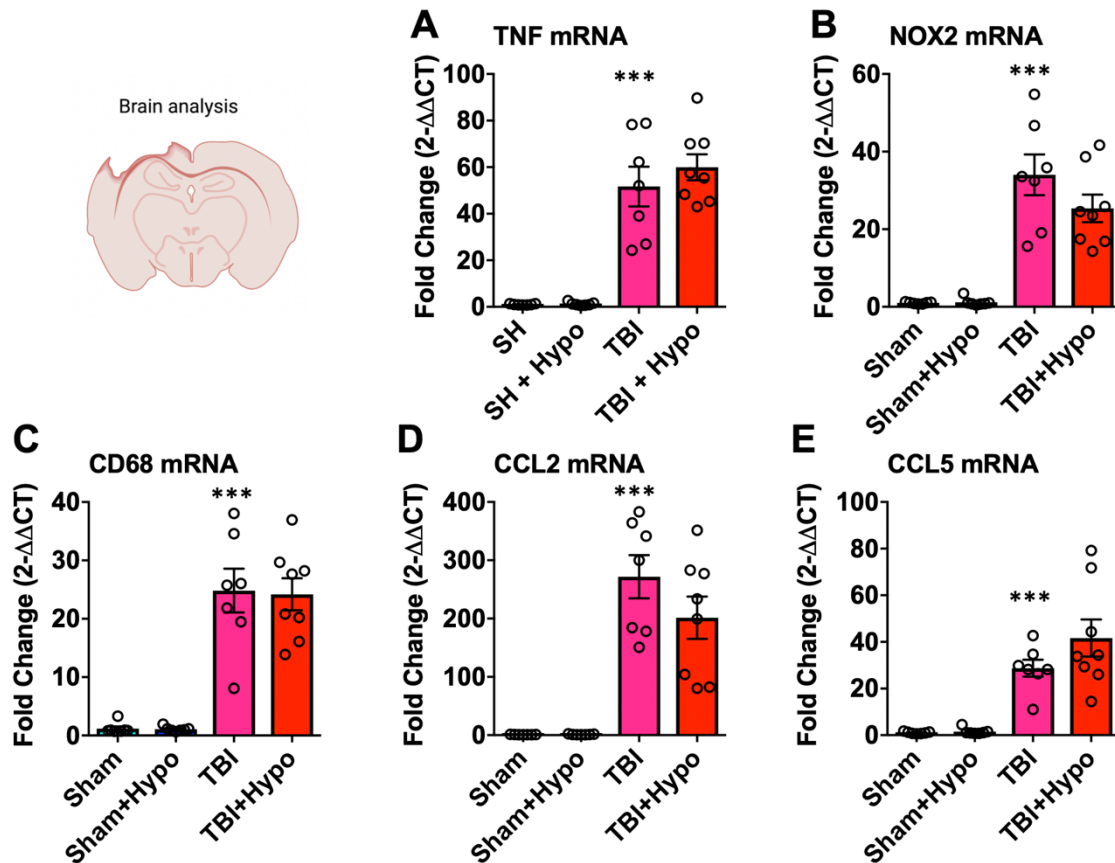 Brain analysis
A
TNF mRNA
Fold Change (2-ΔΔCT)
100
80
60
40
20
0
***
SH
SH + Hypo
TBI
TBI + Hypo
B
NOX2 mRNA
Fold Change (2-ΔΔCT)
60
40
20
0
***
Sham
Sham+Hypo
TBI
TBI+Hypo
C
CD68 mRNA
Fold Change (2-ΔΔCT)
40
30
20
10
0
***
Sham
Sham+Hypo
TBI
TBI+Hypo
D
CCL2 mRNA
Fold Change (2-ΔΔCT)
400
300
200
100
0
***
Sham
Sham+Hypo
TBI
TBI+Hypo
E
CCL5 mRNA
Fold Change (2-ΔΔCT)
100
80
60
40
20
0
***
Sham
Sham+Hypo
TBI
TBI+Hypo